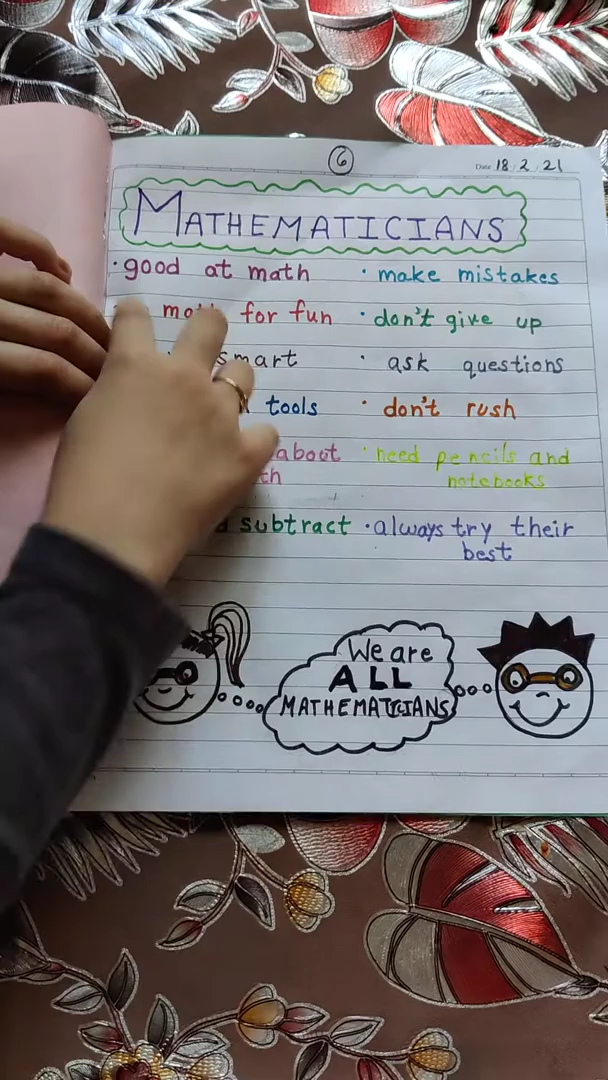 6
Date 18 / 2 / 21
MATHEMATICIANS
· good at math
for fun
smart
tools
about
subtract
· make mistakes
· don't give up
· ask questions
· don't rush
· need pencils and
notebooks
· always try their
best
We are
ALL
MATHEMATICIANS